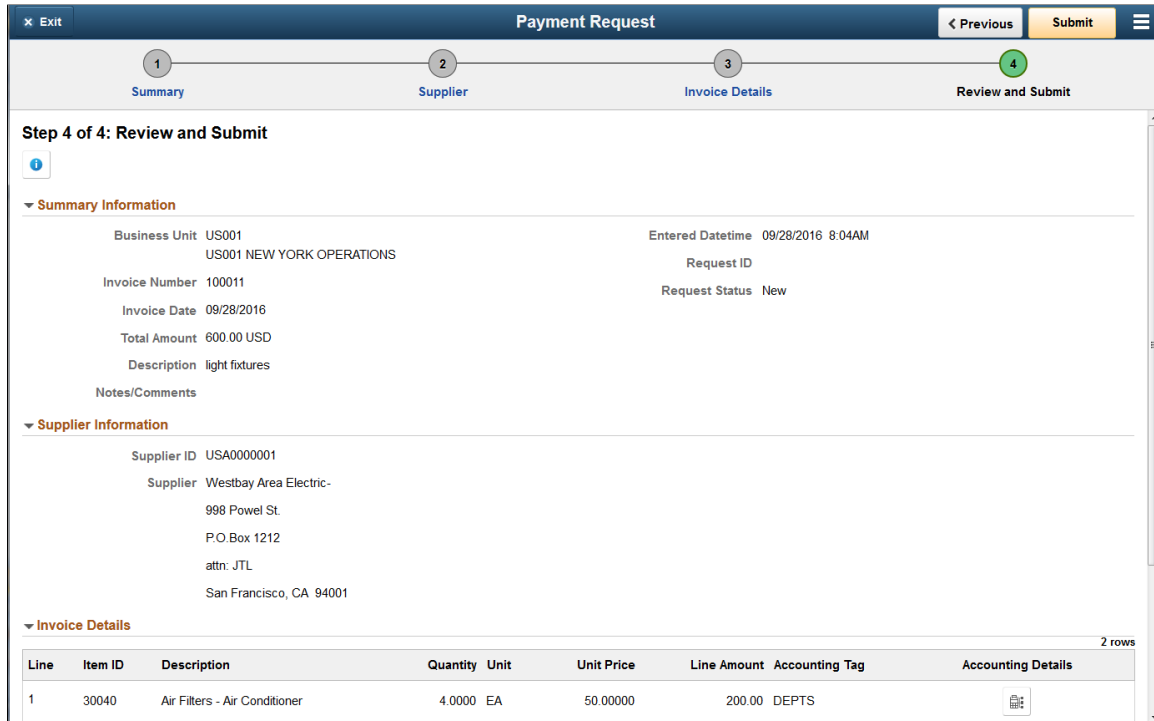 × Exit
Payment Request
Previous
Submit
1
2
3
4
Summary
Supplier
Invoice Details
Review and Submit
Step 4 of 4: Review and Submit
Summary Information
Business Unit US001
US001 NEW YORK OPERATIONS
Invoice Number 100011
Invoice Date 09/28/2016
Total Amount 600.00 USD
Description light fixtures
Notes/Comments
Entered Datetime 09/28/2016 8:04AM
Request ID
Request Status New
Supplier Information
Supplier ID USA0000001
Supplier Westbay Area Electric-
998 Powel St.
P.O.Box 1212
attn: JTL
San Francisco, CA 94001
Invoice Details
2 rows
Line Item ID Description Quantity Unit Unit Price Line Amount Accounting Tag Accounting Details
1 30040 Air Filters - Air Conditioner 4.0000 EA 50.00000 200.00 DEPTS